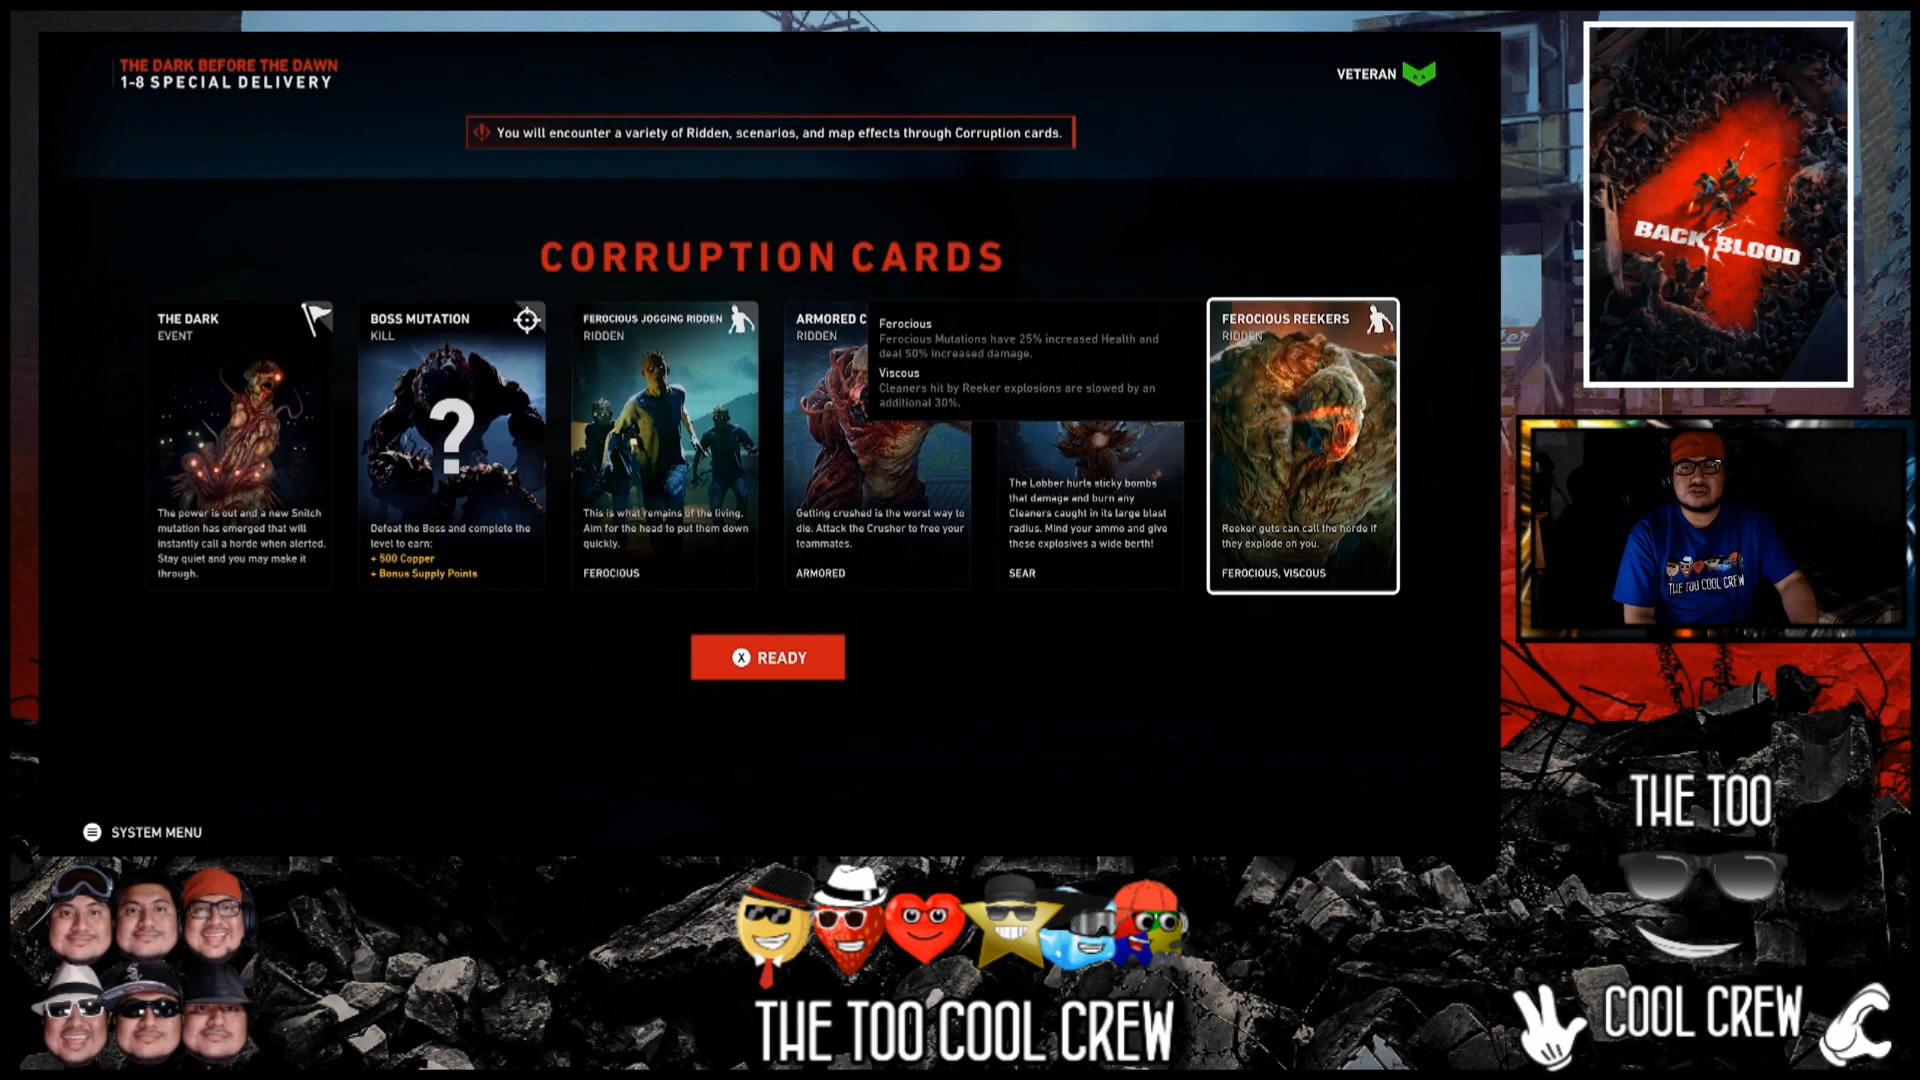 THE DARK BEFORE THE DAWN
1-8 SPECIAL DELIVERY
VETERAN
You will encounter a variety of Ridden, scenarios, and map effects through Corruption cards.
CORRUPTION CARDS
THE DARK
EVENT
The power is out and a new Snitch
mutation has emerged that will
instantly call a horde when alerted.
Stay quiet and you may make it
through.
BOSS MUTATION
KILL
?
Defeat the Boss and complete the
level to earn:
+ 500 Copper
+ Bonus Supply Points
FEROCIOUS JOGGING RIDDEN
RIDDEN
This is what remains of the living.
Aim for the head to put them down
quickly.
FEROCIOUS
ARMORED C
RIDDEN
Getting crushed is the worst way to
die. Attack the Crusher to free your
teammates.
ARMORED
Ferocious
Ferocious Mutations have 25% increased Health and
deal 50% increased damage.
Viscous
Cleaners hit by Reeker explosions are slowed by an
additional 30%.
The Lobber hurls sticky bombs
that damage and burn any
Cleaners caught in its large blast
radius. Mind your ammo and give
these explosives a wide berth!
SEAR
FEROCIOUS REEKERS
RIDDEN
Reeker guts can call the horde if
they explode on you.
FEROCIOUS, VISCOUS
X READY
SYSTEM MENU
BACK 4 BLOOD
THE TOO COOL CREW
THE TOO COOL CREW
THE TOO
COOL CREW